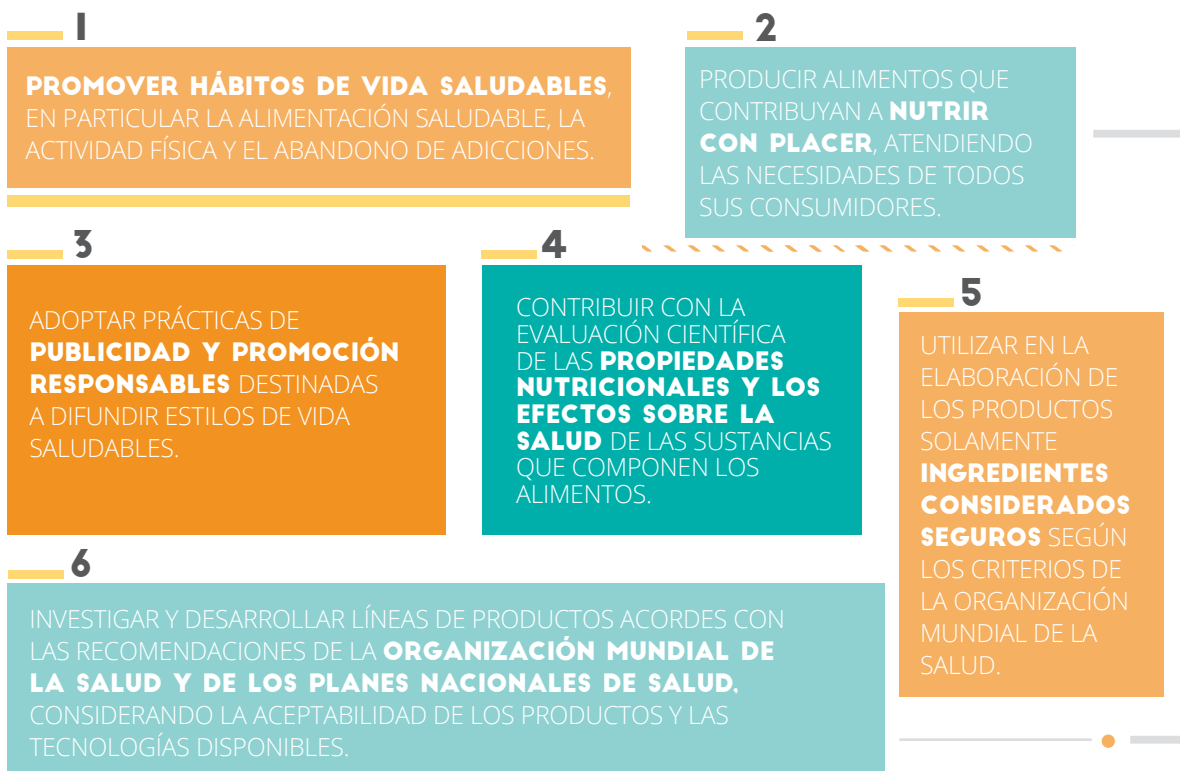 1
PROMOVER HÁBITOS DE VIDA SALUDABLES,
EN PARTICULAR LA ALIMENTACIÓN SALUDABLE, LA
ACTIVIDAD FÍSICA Y EL ABANDONO DE ADICCIONES.
2
PRODUCIR ALIMENTOS QUE
CONTRIBUYAN A NUTRIR
CON PLACER, ATENDIENDO
LAS NECESIDADES DE TODOS
SUS CONSUMIDORES.
3
ADOPTAR PRÁCTICAS DE
PUBLICIDAD Y PROMOCIÓN
RESPONSABLES DESTINADAS
A DIFUNDIR ESTILOS DE VIDA
SALUDABLES.
4
CONTRIBUIR CON LA
EVALUACIÓN CIENTÍFICA
DE LAS PROPIEDADES
NUTRICIONALES Y LOS
EFECTOS SOBRE LA
SALUD DE LAS SUSTANCIAS
QUE COMPONEN LOS
ALIMENTOS.
5
UTILIZAR EN LA
ELABORACIÓN DE
LOS PRODUCTOS
SOLAMENTE
INGREDIENTES
CONSIDERADOS
SEGUROS SEGÚN
LOS CRITERIOS DE
LA ORGANIZACIÓN
MUNDIAL DE LA
SALUD.
6
INVESTIGAR Y DESARROLLAR LÍNEAS DE PRODUCTOS ACORDES CON
LAS RECOMENDACIONES DE LA ORGANIZACIÓN MUNDIAL DE
LA SALUD Y DE LOS PLANES NACIONALES DE SALUD,
CONSIDERANDO LA ACEPTABILIDAD DE LOS PRODUCTOS Y LAS
TECNOLOGÍAS DISPONIBLES.